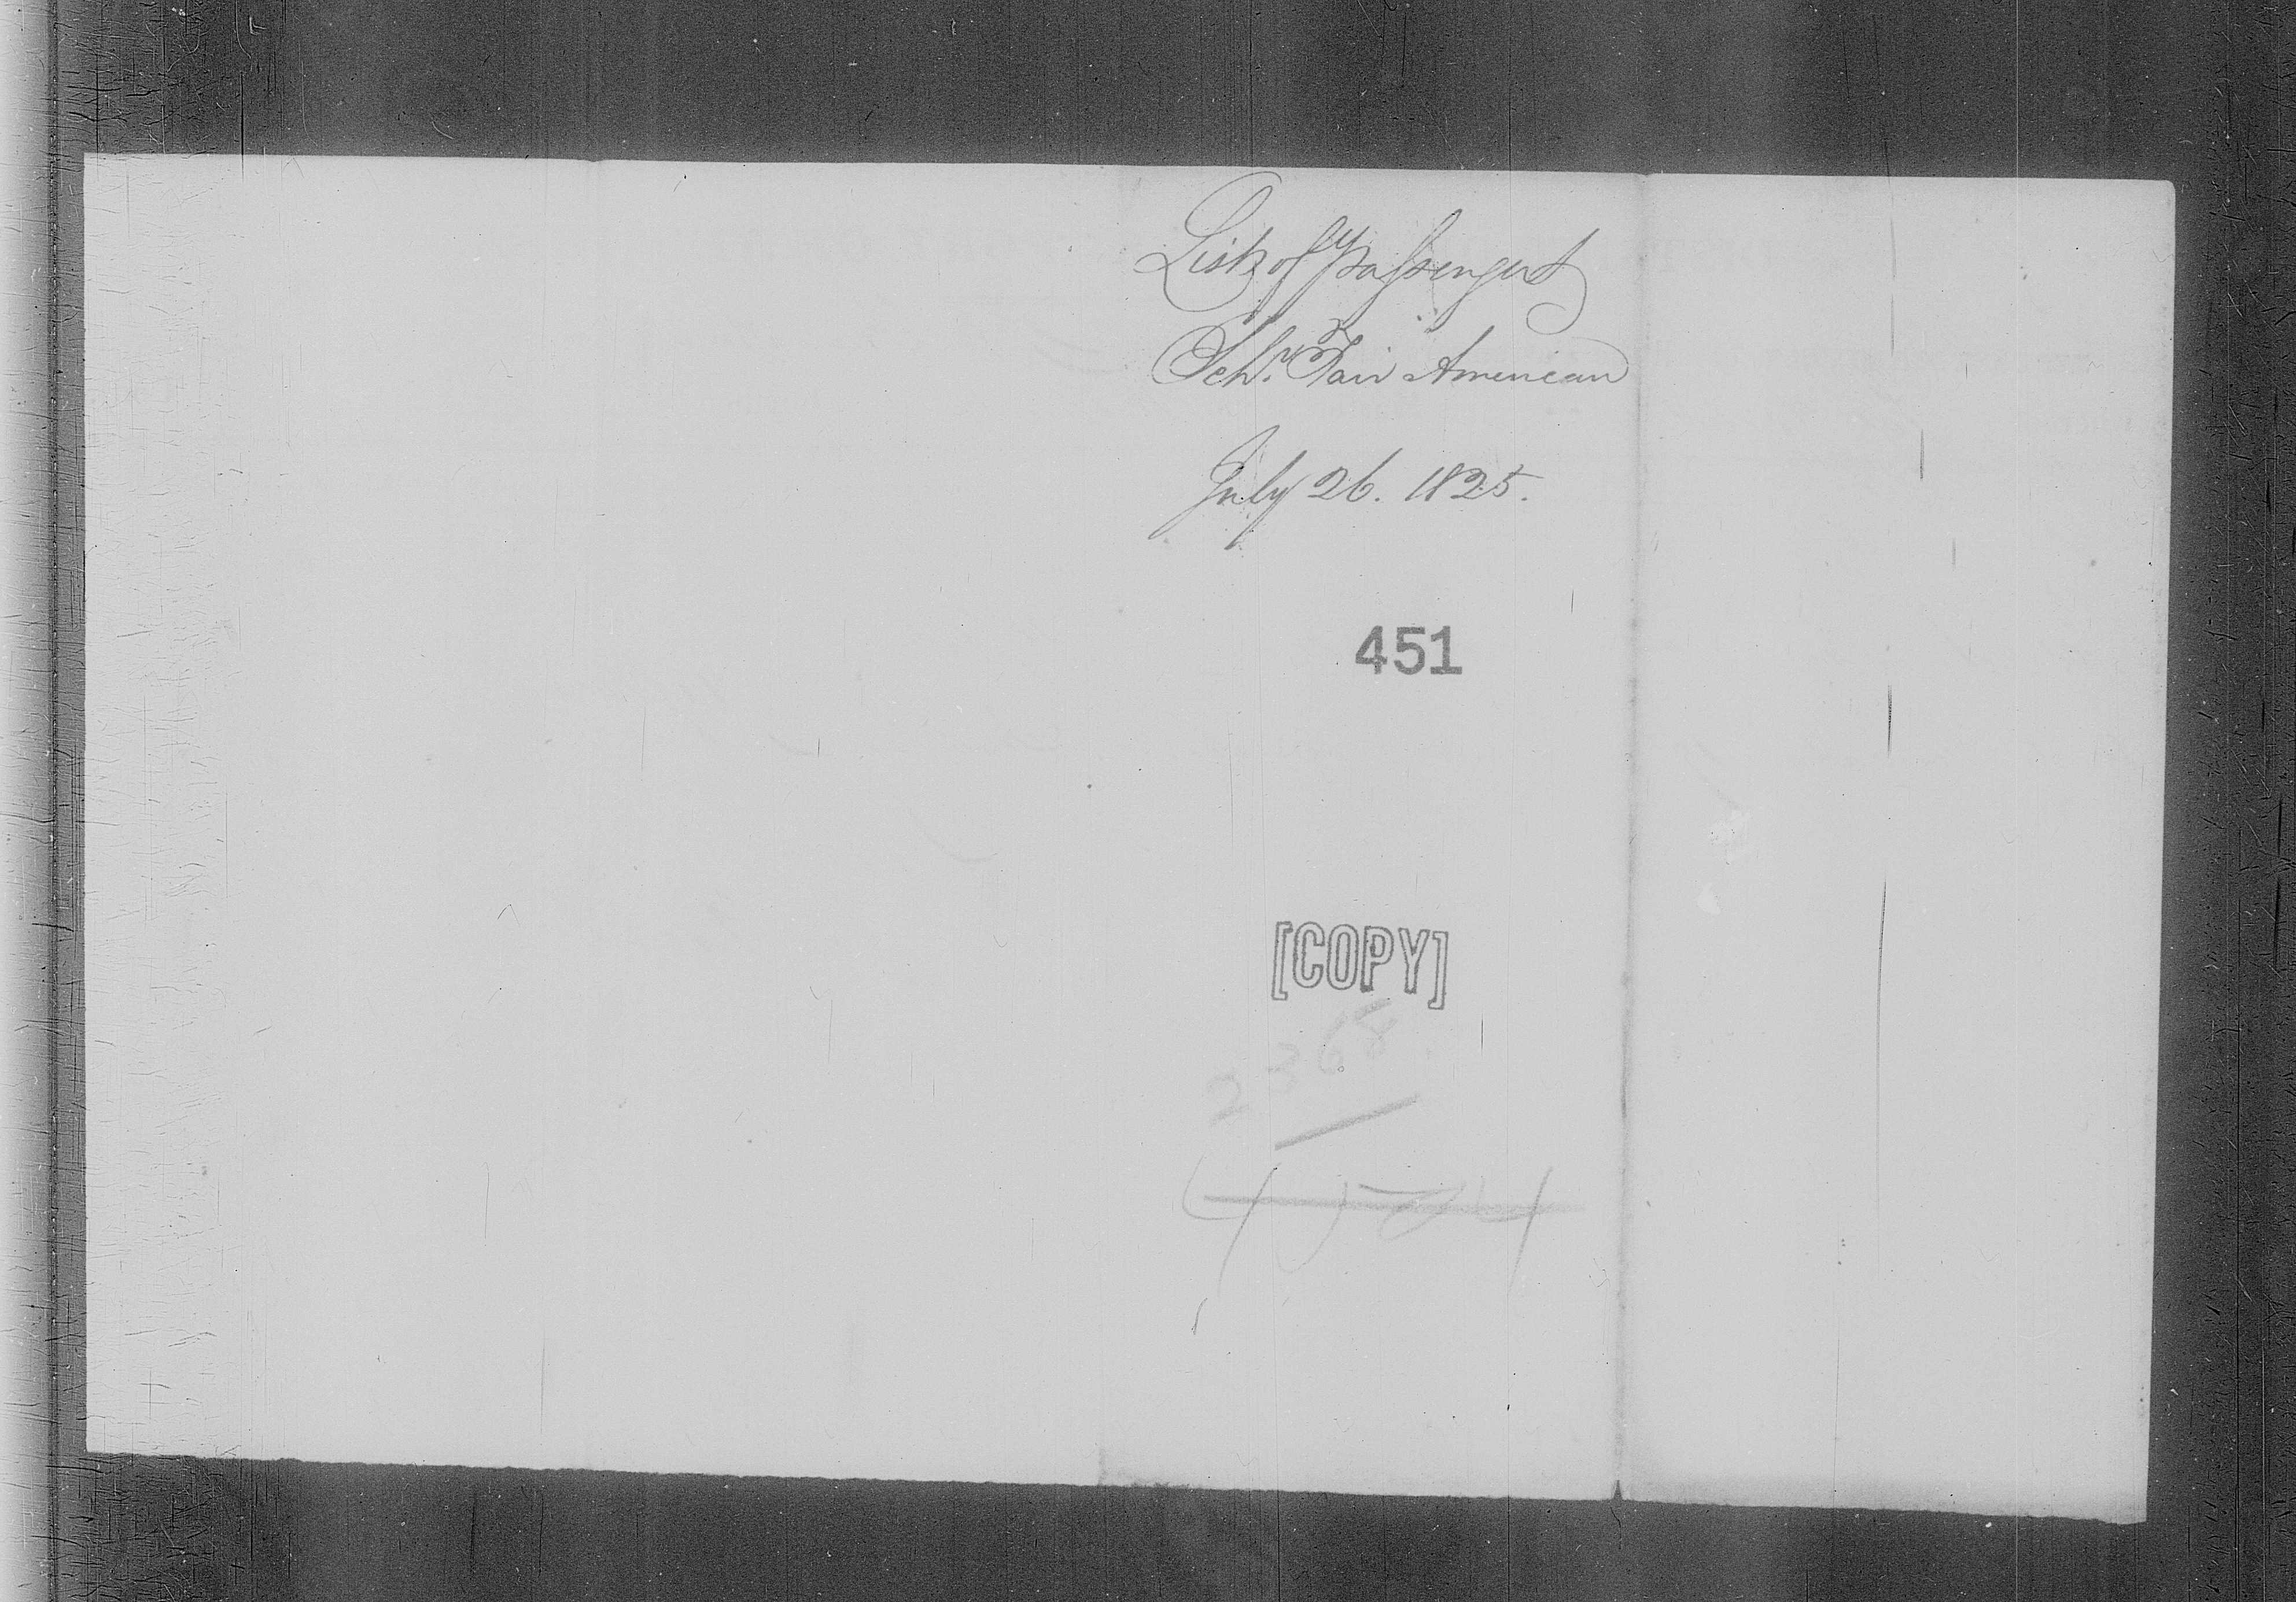 List of Passengers
Schr. Fair American
July 26. 1825.
451
[COPY]
2368